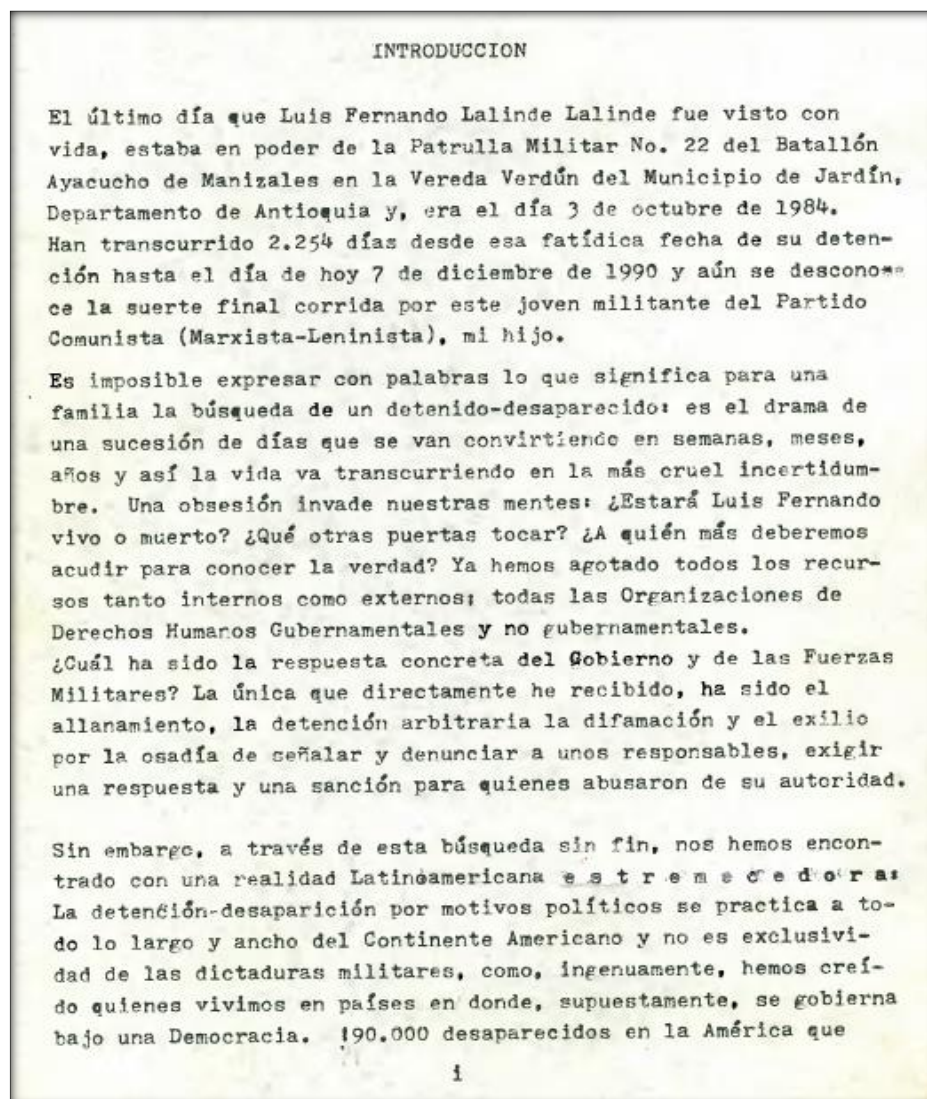 INTRODUCCION
El último día que Luis Fernando Lalinde Lalinde fue visto con
vida, estaba en poder de la Patrulla Militar No. 22 del Batallón
Ayacucho de Manizales en la Vereda Verdún del Municipio de Jardín,
Departamento de Antioquia y, era el día 3 de octubre de 1984.
Han transcurrido 2.254 días desde esa fatídica fecha de su deten-
ción hasta el día de hoy 7 de diciembre de 1990 y aún se descono-
ce la suerte final corrida por este joven militante del Partido
Comunista (Marxista-Leninista), mi hijo.
Es imposible expresar con palabras lo que significa para una
familia la búsqueda de un detenido-desaparecido: es el drama de
una sucesión de días que se van convirtiendo en semanas, meses,
años y así la vida va transcurriendo en la más cruel incertidum-
bre. Una obsesión invade nuestras mentes: ¿Estará Luis Fernando
vivo o muerto? ¿Qué otras puertas tocar? ¿A quién más deberemos
acudir para conocer la verdad? Ya hemos agotado todos los recur-
sos tanto internos como externos: todas las Organizaciones de
Derechos Humanos Gubernamentales y no gubernamentales.
¿Cuál ha sido la respuesta concreta del Gobierno y de las Fuerzas
Militares? La única que directamente he recibido, ha sido el
allanamiento, la detención arbitraria la difamación y el exilio
por la osadía de señalar y denunciar a unos responsables, exigir
una respuesta y una sanción para quienes abusaron de su autoridad.
Sin embargo, a través de esta búsqueda sin fin, nos hemos encon-
trado con una realidad Latinoamericana e s t r e m e c e d o r a:
La detención-desaparición por motivos políticos se practica a to-
do lo largo y ancho del Continente Americano y no es exclusivi-
dad de las dictaduras militares, como, ingenuamente, hemos creí-
do quienes vivimos en países en donde, supuestamente, se gobierna
bajo una Democracia. !90.000 desaparecidos en la América que
i